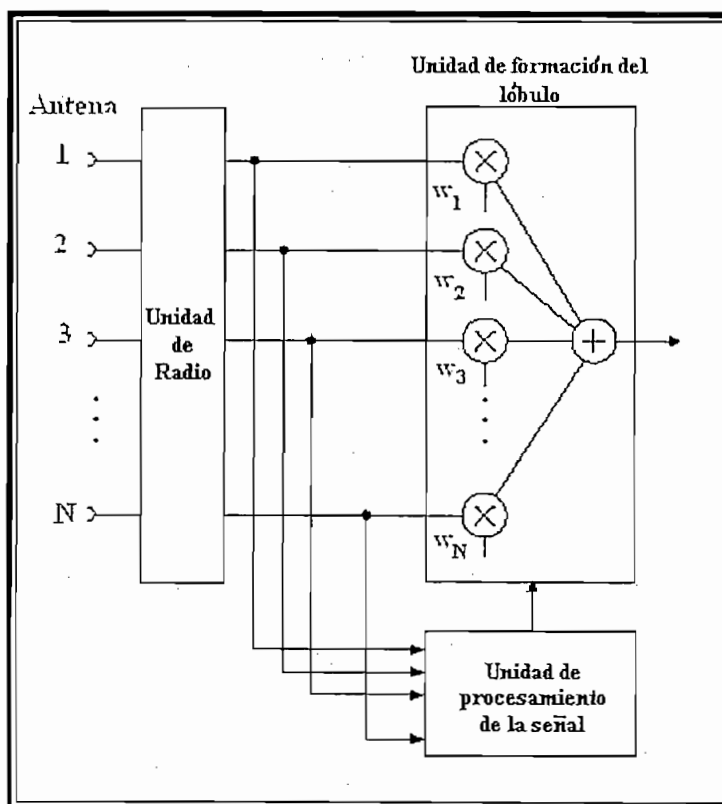 Unidad de formación del
lóbulo
Antena
1
2
3
N
Unidad
de
Radio
w1
w2
w3
wN
Unidad de
procesamiento
de la señal